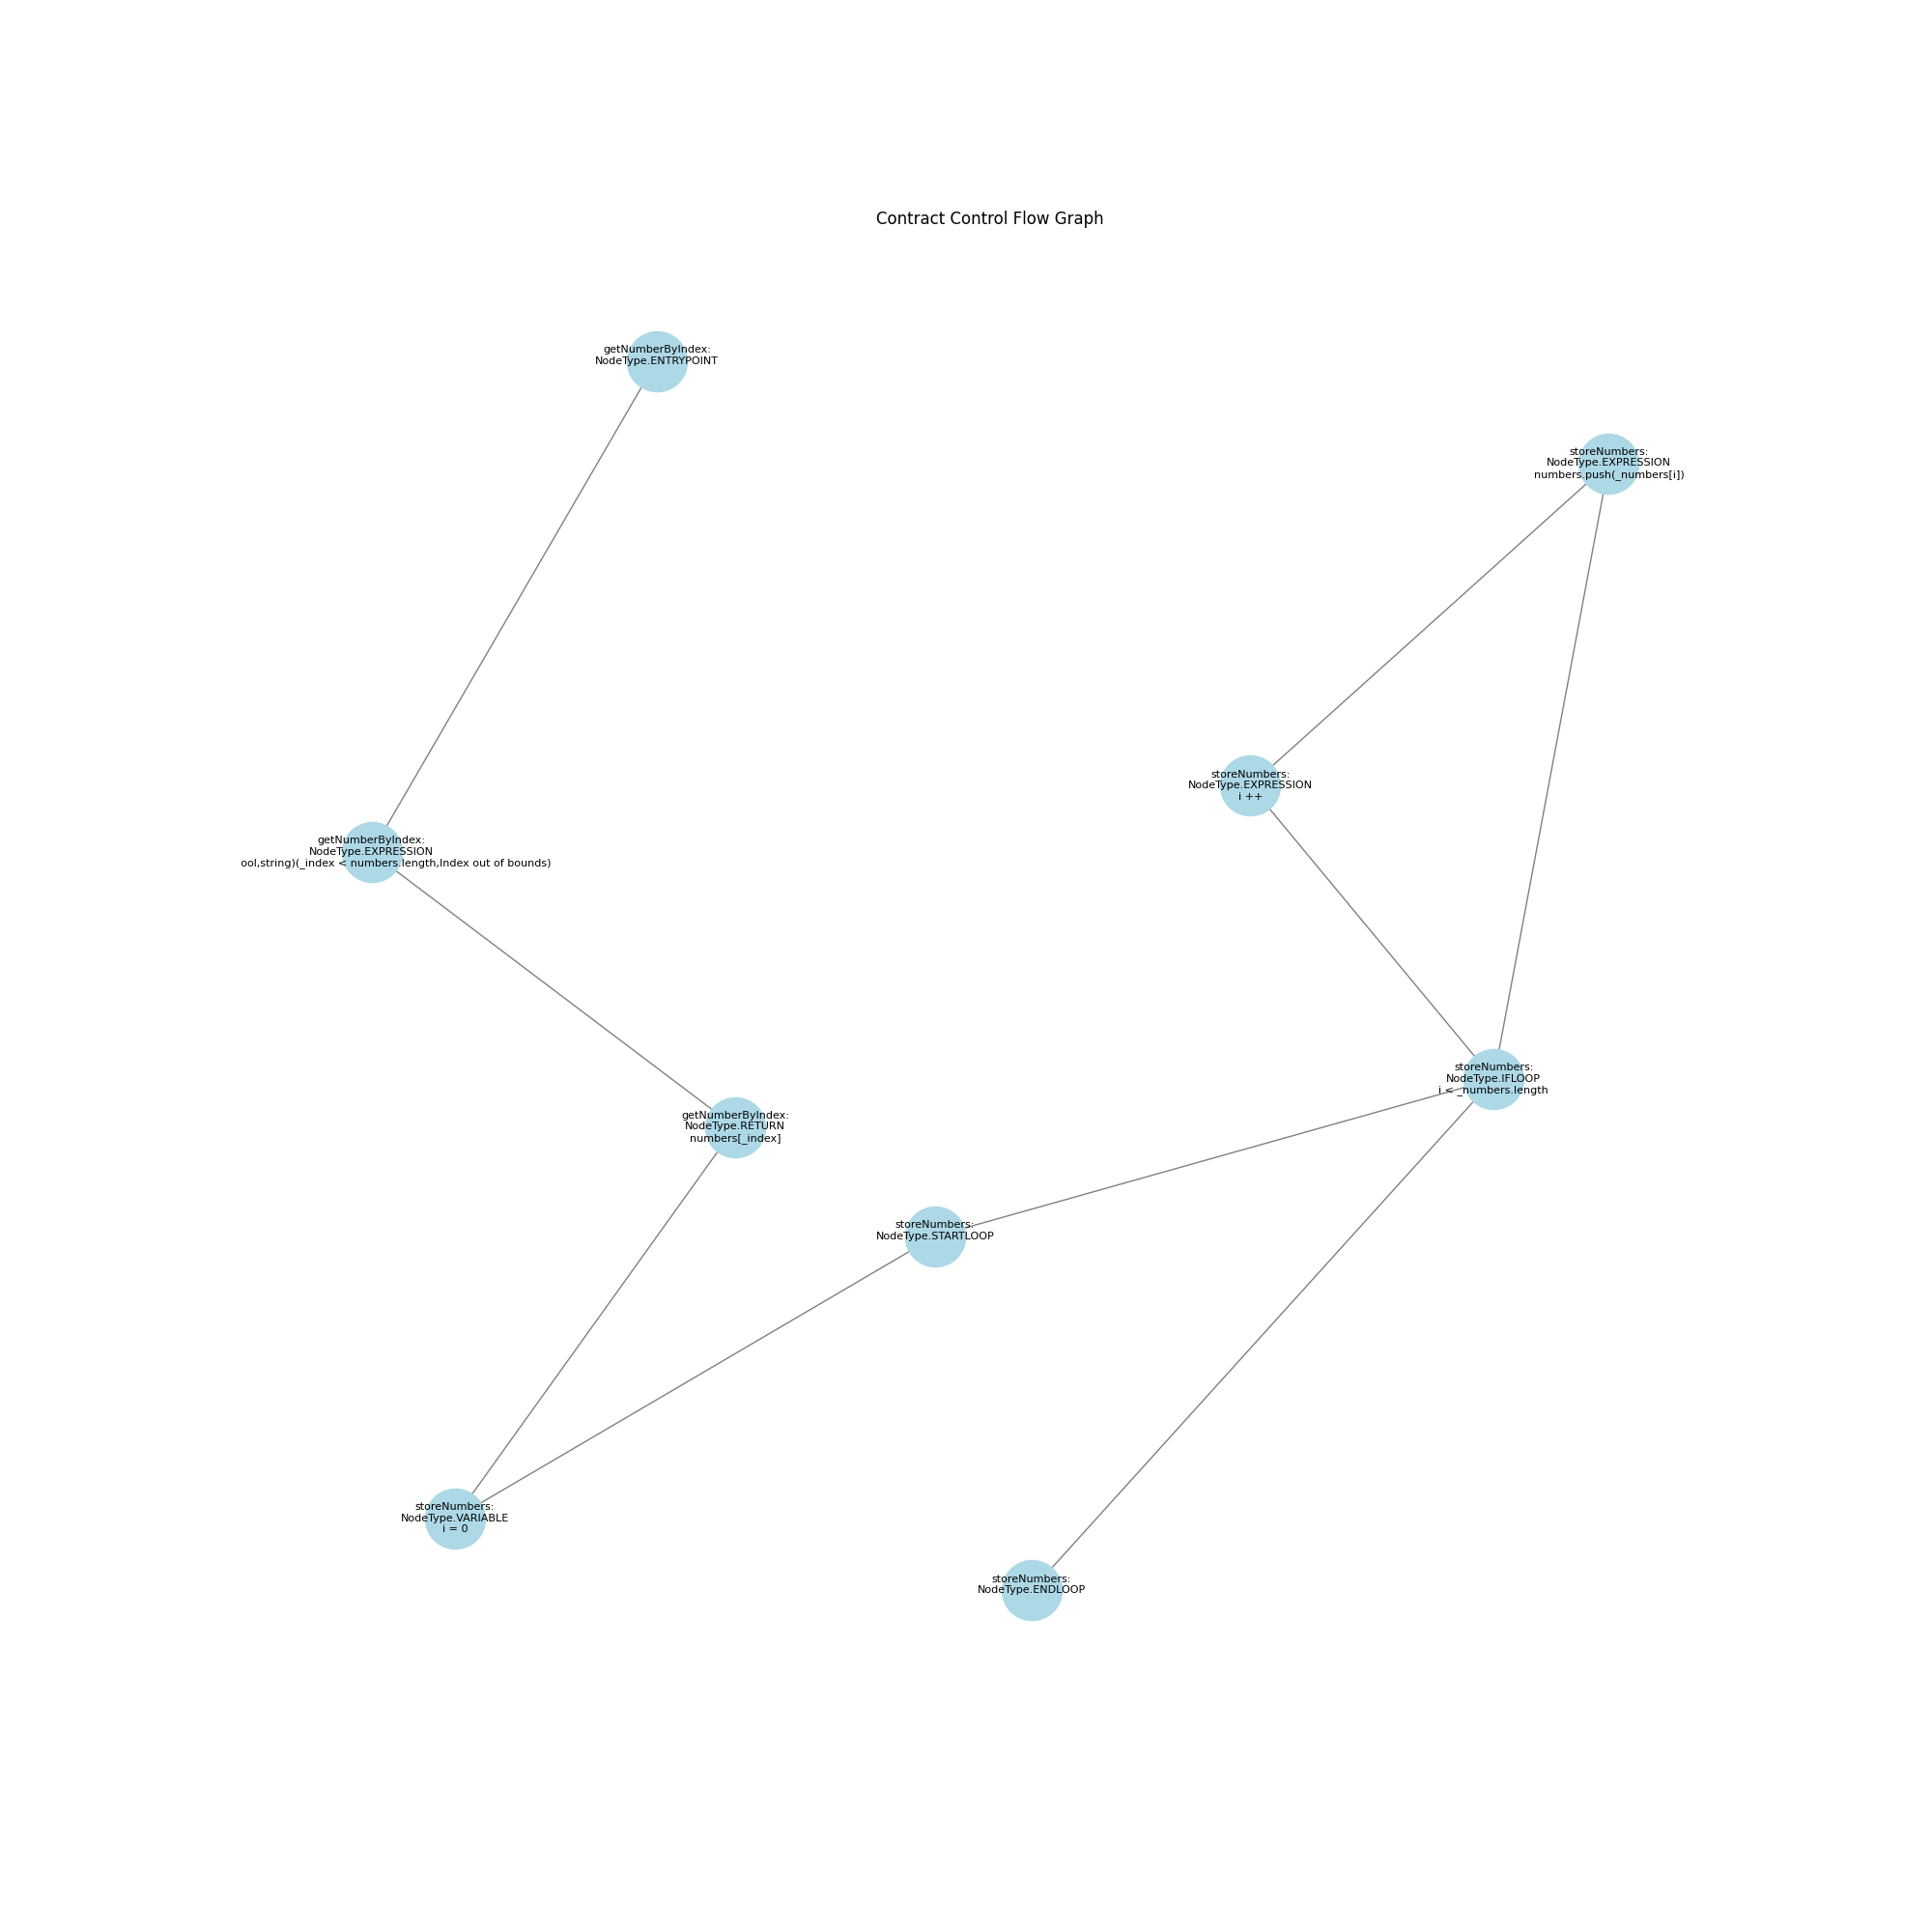 Contract Control Flow Graph
getNumberByIndex:
NodeType.ENTRYPOINT
storeNumbers:
NodeType.EXPRESSION
numbers.push(_numbers[i])
storeNumbers:
NodeType.EXPRESSION
i ++
getNumberByIndex:
NodeType.EXPRESSION
ool,string)(_index < numbers.length,Index out of bounds)
storeNumbers:
NodeType.IFLOOP
i < _numbers.length
getNumberByIndex:
NodeType.RETURN
numbers[_index]
storeNumbers:
NodeType.STARTLOOP
storeNumbers:
NodeType.VARIABLE
i = 0
storeNumbers:
NodeType.ENDLOOP